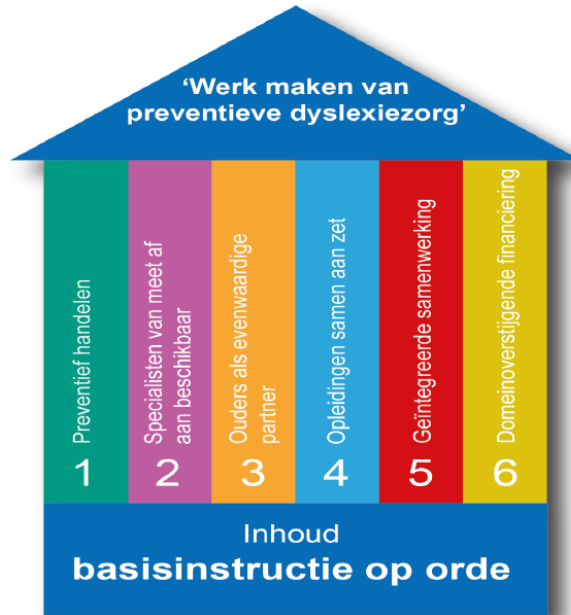 ‘Werk maken van
preventieve dyslexiezorg’
1 Preventief handelen
2 Specialisten van meet af
aan beschikbaar
3 Ouders als evenwaardige
partner
4 Opleidingen samen aan zet
5 Geïntegreerde samenwerking
6 Domeinoverstijgende financiering
Inhoud
basisinstructie op orde